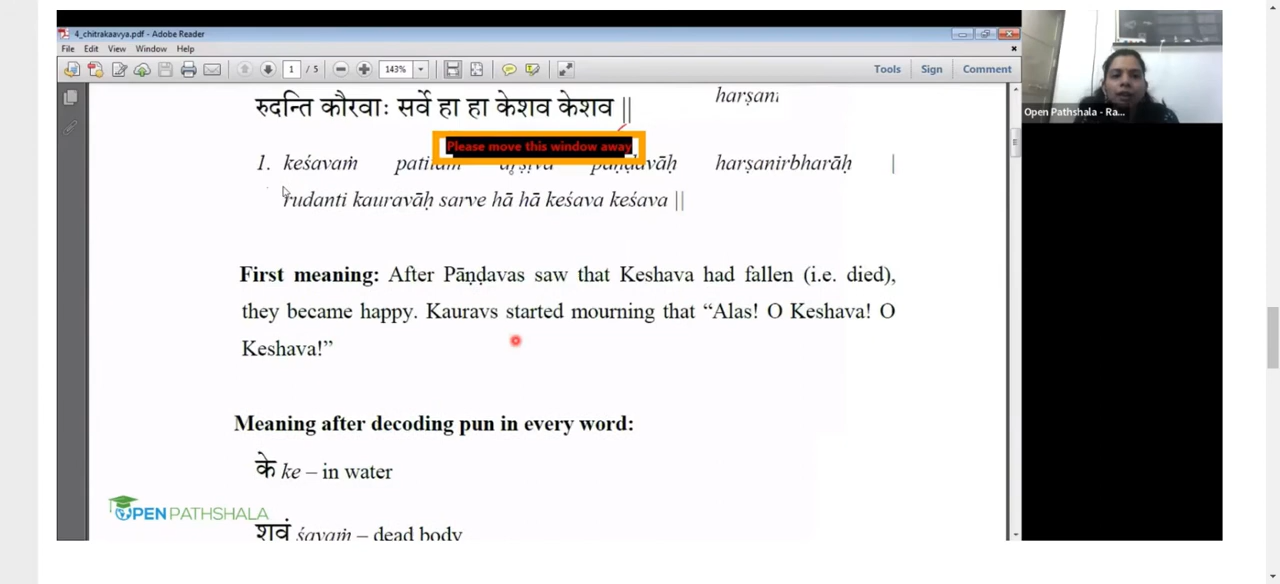 4_chitrakaavya.pdf - Adobe Reader
File Edit View Window Help
1 / 5 143% Tools Sign Comment
रुदन्ति कौरवाः सर्वे हा हा केशव केशव ||
harṣani
Please move this window away
1. keśavaṁ pāṇḍavāḥ harṣanirbharāḥ |
rudanti kauravāḥ sarve hā hā keśava keśava ||
First meaning: After Pāṇḍavas saw that Keshava had fallen (i.e. died),
they became happy. Kauravs started mourning that “Alas! O Keshava! O
Keshava!”
Meaning after decoding pun in every word:
के ke – in water
OPEN PATHSHALA
शवं śavaṁ – dead body
Open Pathshala - Ra...